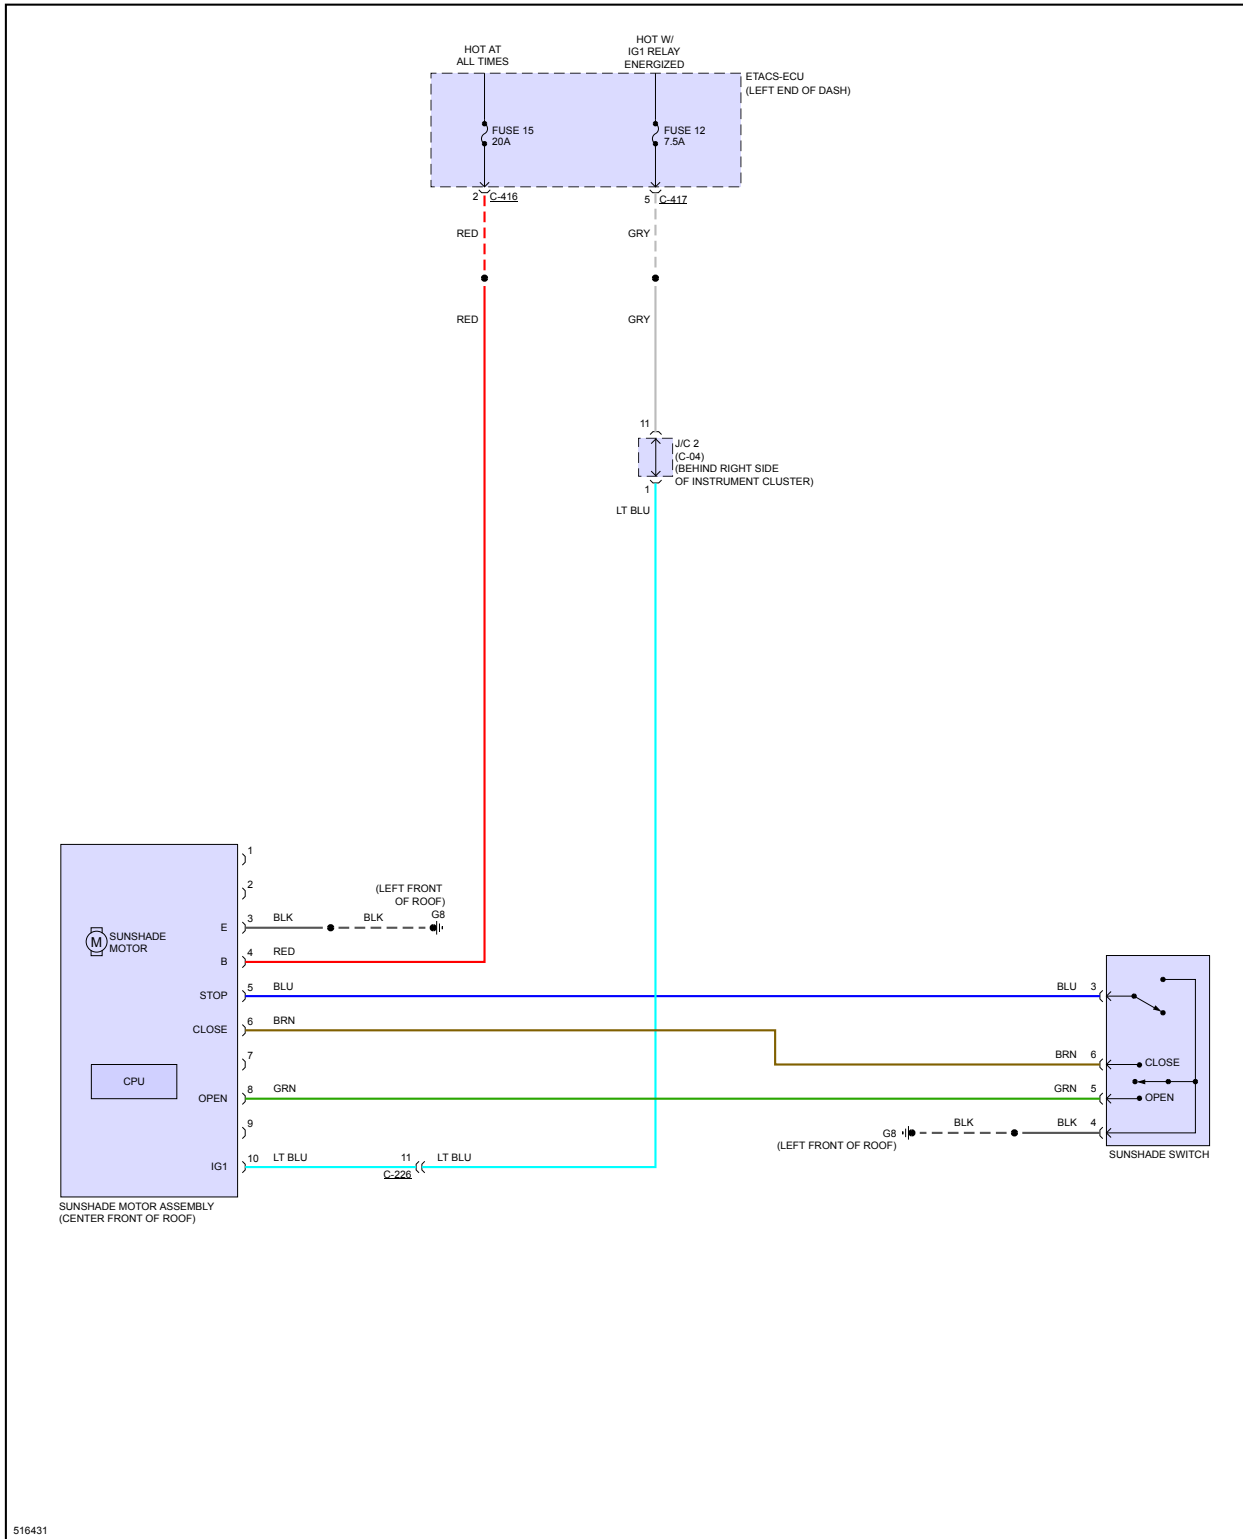 HOT AT
ALL TIMES
HOT W/
IG1 RELAY
ENERGIZED
ETACS-ECU
(LEFT END OF DASH)
FUSE 15
20A
FUSE 12
7.5A
2 C-416
5 C-417
RED
GRY
RED
GRY
11
J/C 2
(C-04)
(BEHIND RIGHT SIDE
OF INSTRUMENT CLUSTER)
1
LT BLU
1
2
(LEFT FRONT
OF ROOF)
G8
E 3 BLK BLK
SUNSHADE
MOTOR
M
B 4 RED
STOP 5 BLU BLU 3
CLOSE 6 BRN
7 BRN 6 CLOSE
CPU
OPEN 8 GRN GRN 5 OPEN
9
G8 BLK BLK 4
(LEFT FRONT OF ROOF)
SUNSHADE SWITCH
IG1 10 LT BLU 11 LT BLU
C-226
SUNSHADE MOTOR ASSEMBLY
(CENTER FRONT OF ROOF)
516431